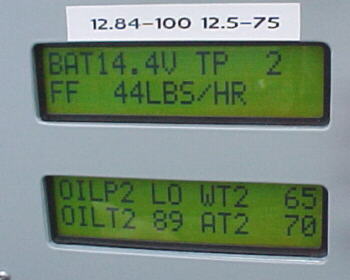 12.84-100 12.5-75
BAT14.4V TP 2
FF 44LBS/HR
OILP2 LO WT2 65
OILT2 89 AT2 70